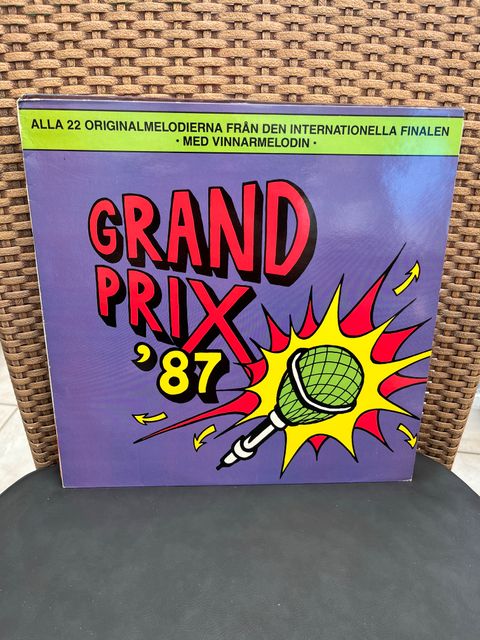 ALLA 22 ORIGINALMELODIERNA FRÅN DEN INTERNATIONELLA FINALEN
· MED VINNARMELODIN ·
GRAND
PRIX
'87